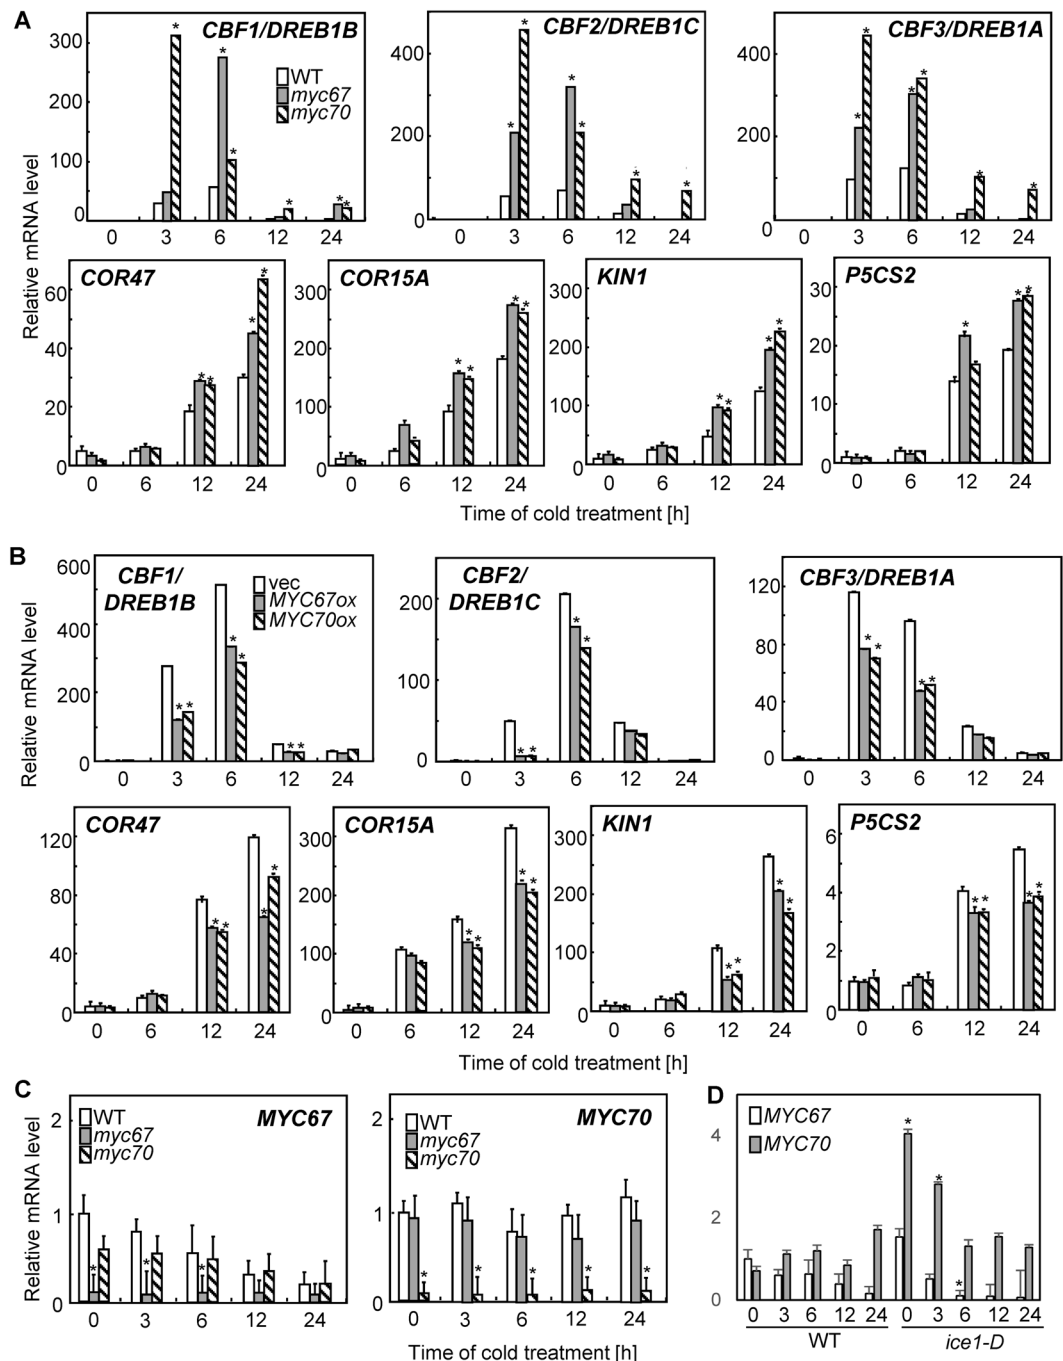 A
CBF1/DREB1B
CBF2/DREB1C
CBF3/DREB1A
300
200
100
0
400
200
0
400
200
0
WT
myc67
myc70
* * * * * *
* * * * * *
* * * * * *
0 3 6 12 24
0 3 6 12 24
0 3 6 12 24
Relative mRNA level
COR47
COR15A
KIN1
P5CS2
60
40
20
0
300
200
100
0
300
200
100
0
30
20
10
0
* * * *
* * * *
* * * *
* * *
0 6 12 24
0 6 12 24
0 6 12 24
0 6 12 24
Time of cold treatment [h]
B
CBF1/
DREB1B
CBF2/
DREB1C
CBF3/DREB1A
600
400
200
0
200
100
0
120
80
40
0
vec
MYC67ox
MYC70ox
* * * * * *
* * * *
* * * *
0 3 6 12 24
0 3 6 12 24
0 3 6 12 24
Relative mRNA level
COR47
COR15A
KIN1
P5CS2
120
80
40
0
300
200
100
0
300
200
100
0
6
4
2
0
* * * *
* * * *
* * * *
* * * *
0 6 12 24
0 6 12 24
0 6 12 24
0 6 12 24
Time of cold treatment [h]
C
MYC67
MYC70
2
1
0
2
1
0
WT
myc67
myc70
WT
myc67
myc70
* * *
* * * * *
0 3 6 12 24
0 3 6 12 24
Relative mRNA level
Time of cold treatment [h]
D
MYC67
MYC70
4
2
0
* * *
0 3 6 12 24 0 3 6 12 24
WT ice1-D